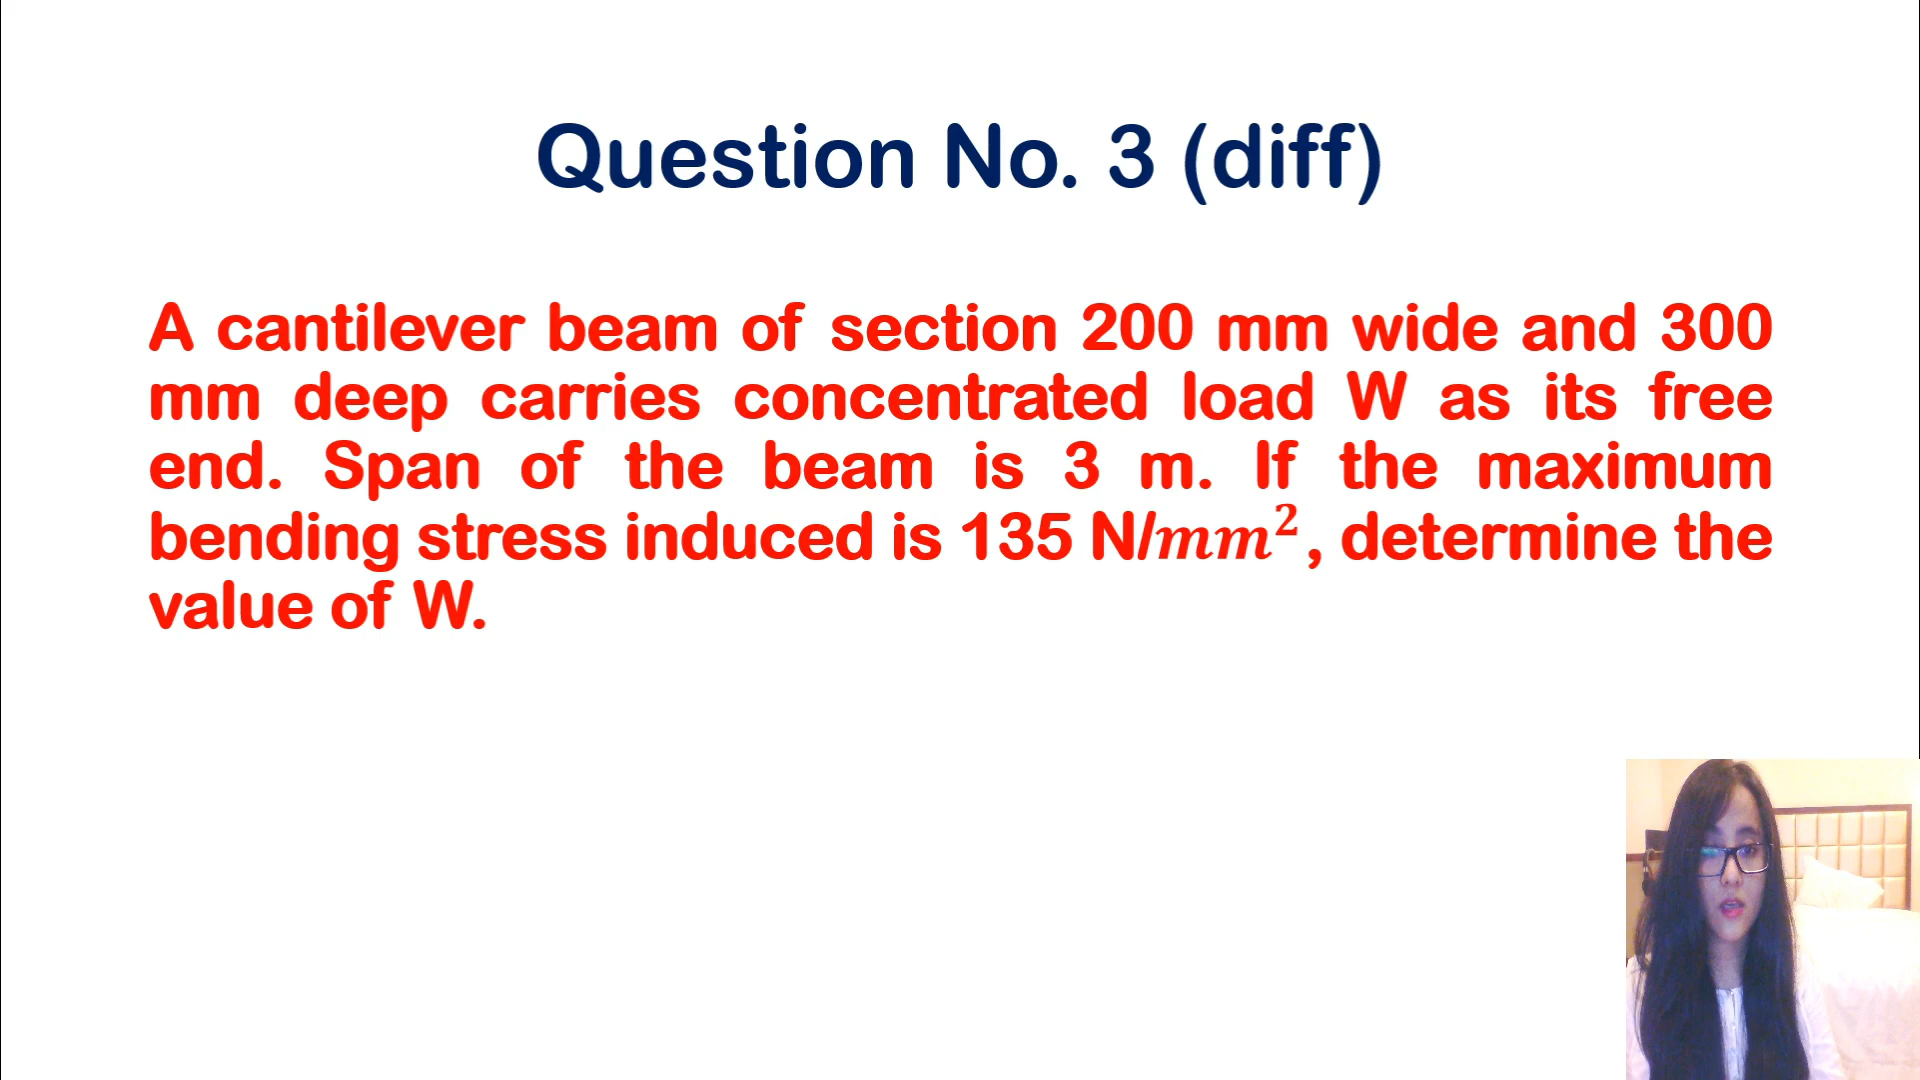 Question No. 3 (diff)
A cantilever beam of section 200 mm wide and 300
mm deep carries concentrated load W as its free
end. Span of the beam is 3 m. If the maximum
bending stress induced is 135 N/mm², determine the
value of W.